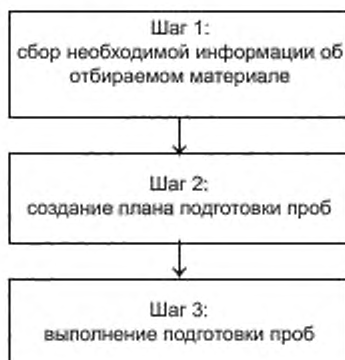 Шаг 1:
сбор необходимой информации об
отбираемом материале
Шаг 2:
создание плана подготовки проб
Шаг 3:
выполнение подготовки проб